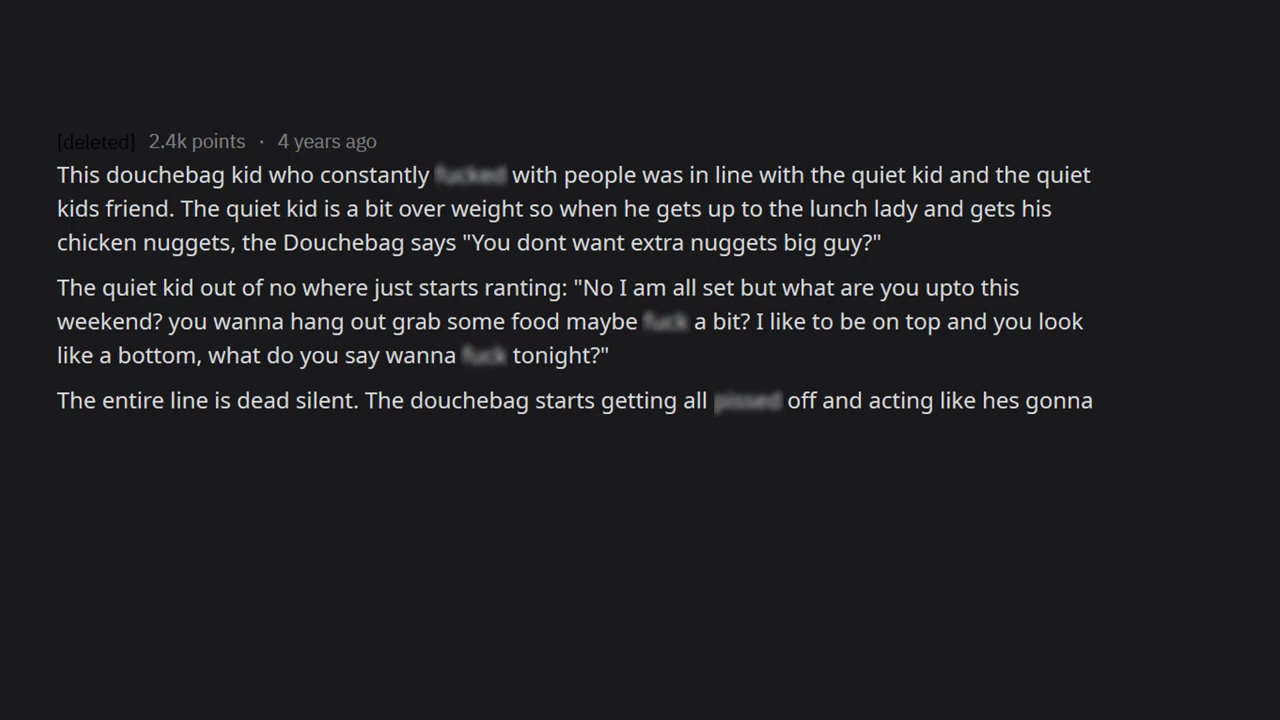 [deleted] 2.4k points · 4 years ago
This douchebag kid who constantly fucked with people was in line with the quiet kid and the quiet
kids friend. The quiet kid is a bit over weight so when he gets up to the lunch lady and gets his
chicken nuggets, the Douchebag says "You dont want extra nuggets big guy?"
The quiet kid out of no where just starts ranting: "No I am all set but what are you upto this
weekend? you wanna hang out grab some food maybe fuck a bit? I like to be on top and you look
like a bottom, what do you say wanna fuck tonight?"
The entire line is dead silent. The douchebag starts getting all pissed off and acting like hes gonna